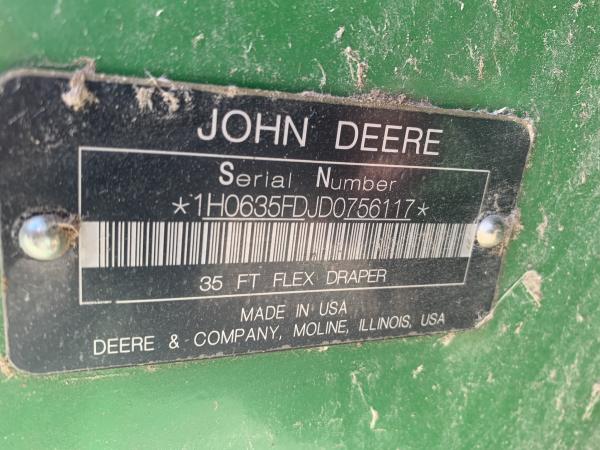 JOHN DEERE
Serial Number
*1H0635FDJD0756117*
35 FT FLEX DRAPER
MADE IN USA
DEERE & COMPANY, MOLINE, ILLINOIS, USA